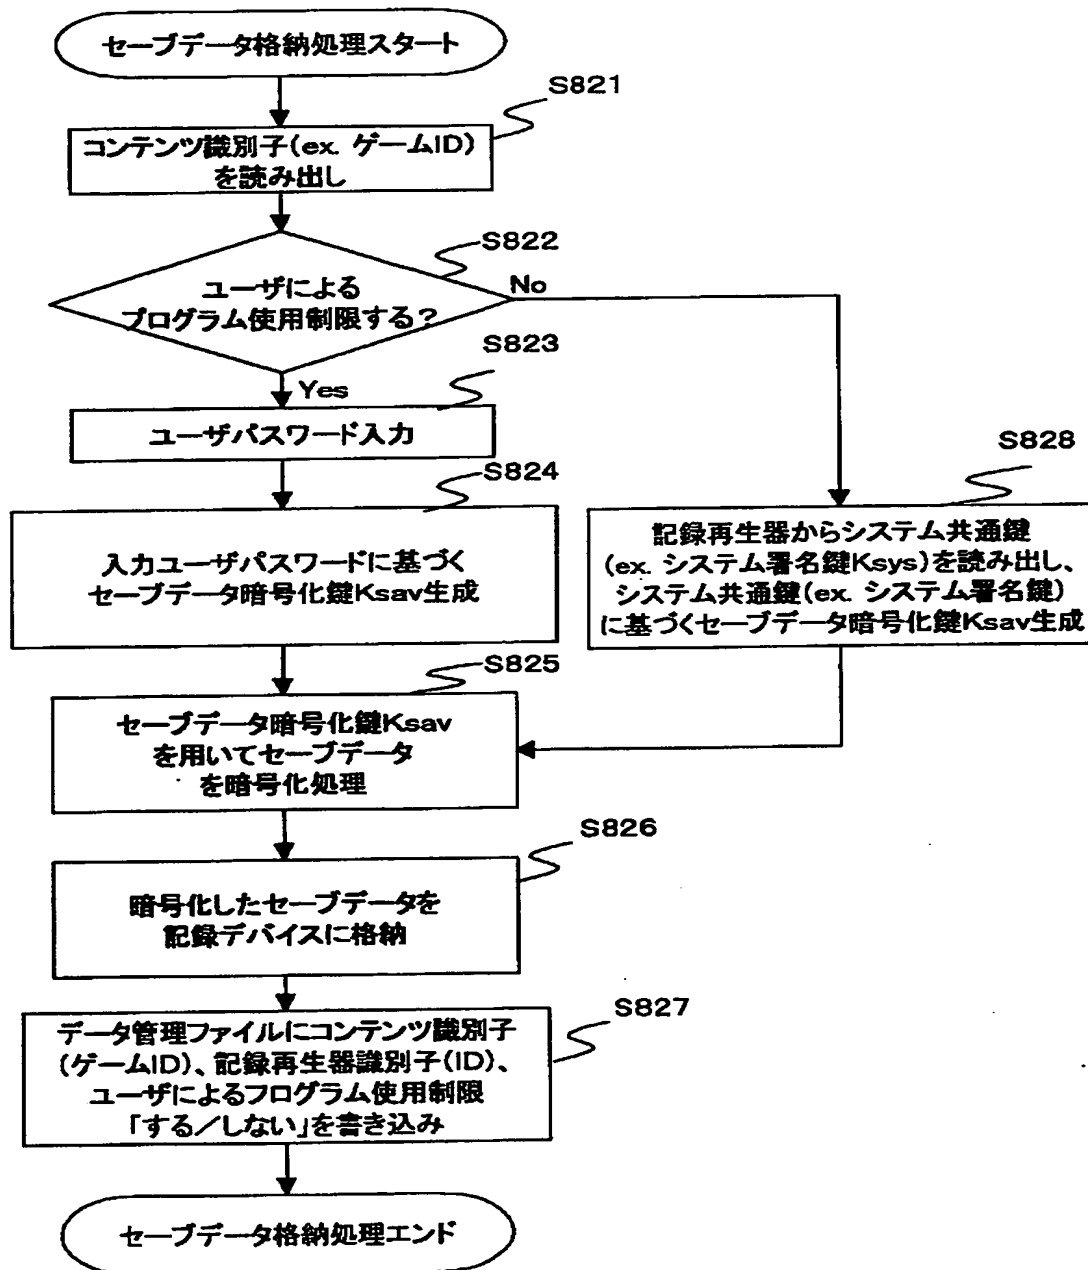 セーブデータ格納処理スタート
S821
コンテンツ識別子(ex. ゲームID)
を読み出し
S822
ユーザによる
プログラム使用制限する?
No
Yes
S823
ユーザパスワード入力
S824
入力ユーザパスワードに基づく
セーブデータ暗号化鍵Ksav生成
S828
記録再生器からシステム共通鍵
(ex. システム署名鍵Ksys)を読み出し、
システム共通鍵(ex. システム署名鍵)
に基づくセーブデータ暗号化鍵Ksav生成
S825
セーブデータ暗号化鍵Ksav
を用いてセーブデータ
を暗号化処理
S826
暗号化したセーブデータを
記録デバイスに格納
S827
データ管理ファイルにコンテンツ識別子
(ゲームID)、記録再生器識別子(ID)、
ユーザによるフログラム使用制限
「する/しない」を書き込み
セーブデータ格納処理エンド